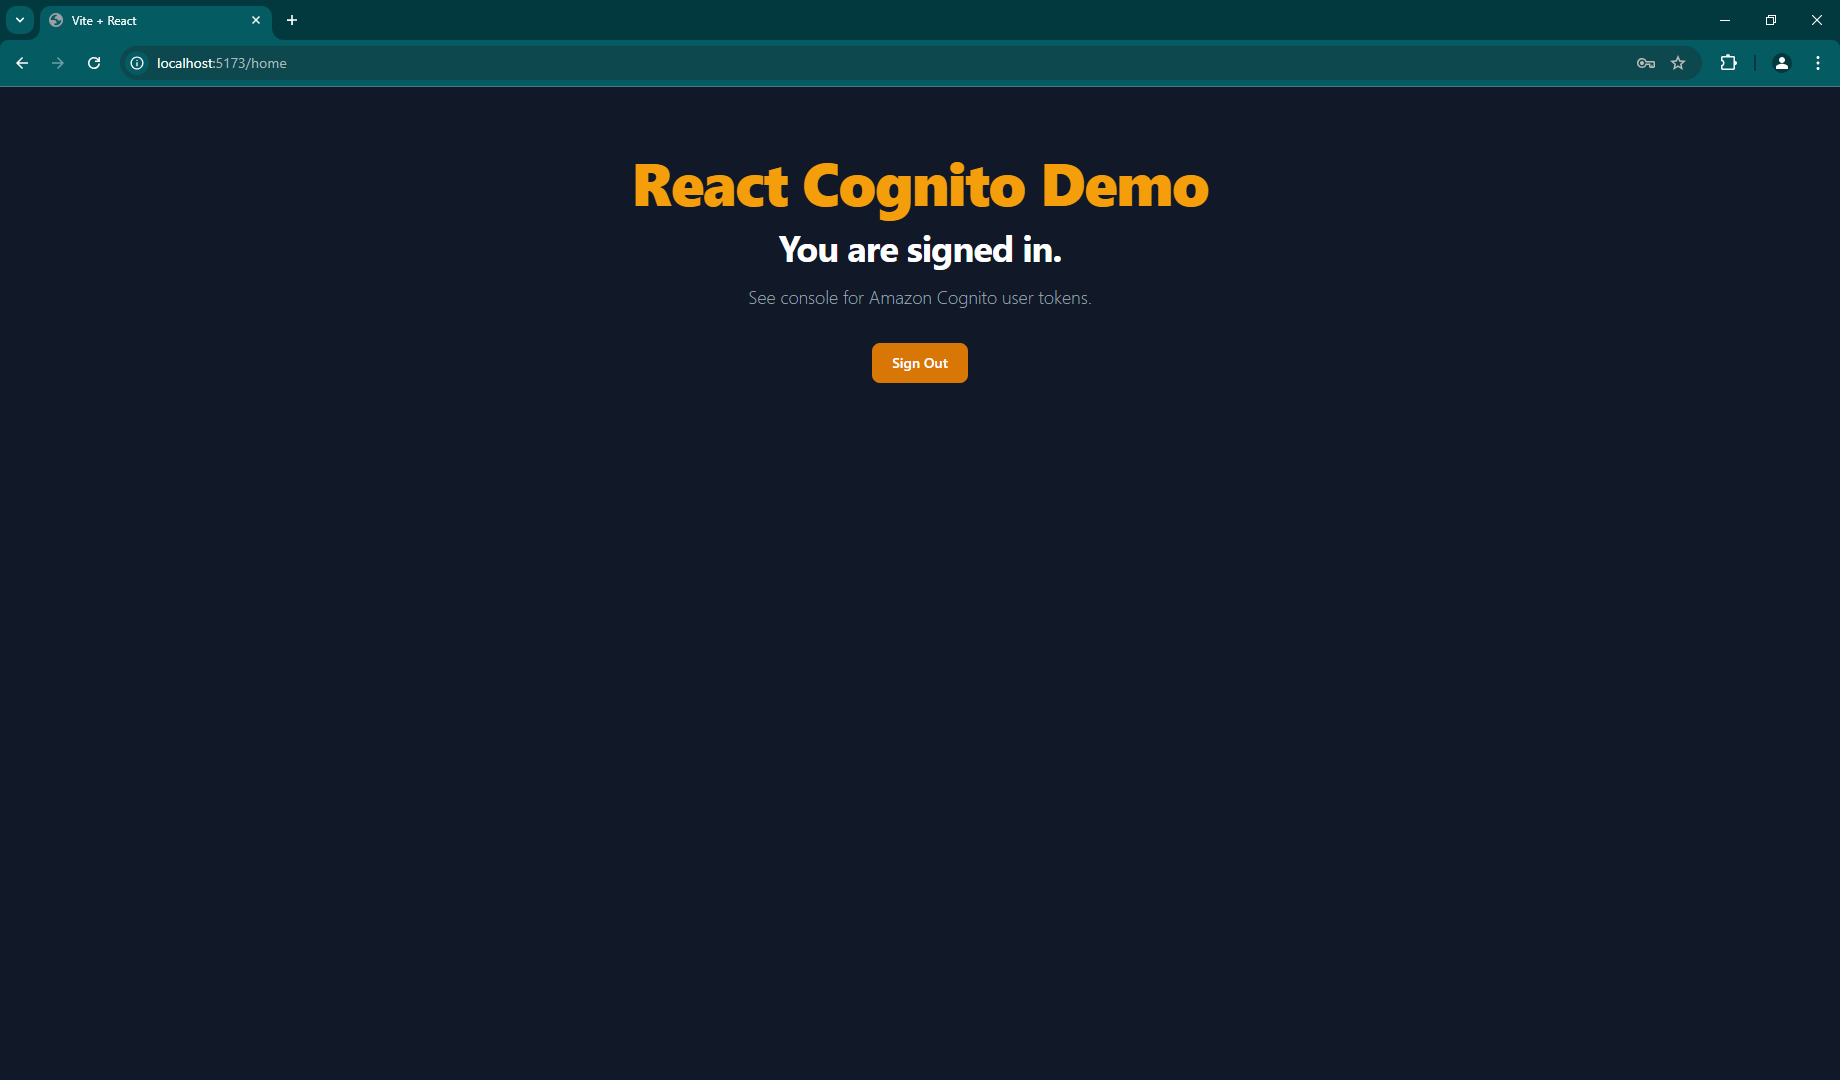 Vite + React
localhost:5173/home
React Cognito Demo
You are signed in.
See console for Amazon Cognito user tokens.
Sign Out